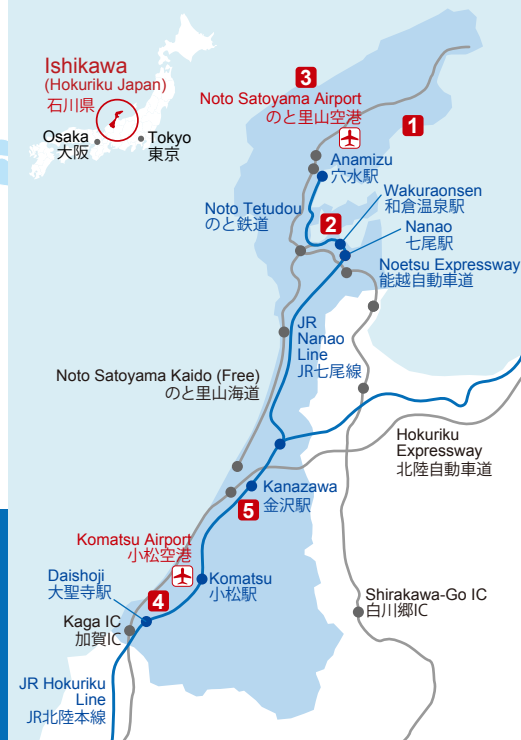 Ishikawa
(Hokuriku Japan)
石川県
Osaka
大阪
Tokyo
東京
3
Noto Satoyama Airport
のと里山空港
1
Anamizu
穴水駅
Wakuraonsen
和倉温泉駅
Noto Tetudou
のと鉄道
2
Nanao
七尾駅
Noetsu Expressway
能越自動車道
JR
Nanao
Line
JR七尾線
Noto Satoyama Kaido (Free)
のと里山海道
Hokuriku
Expressway
北陸自動車道
Kanazawa
金沢駅
5
Komatsu Airport
小松空港
Daishoji
大聖寺駅
Komatsu
小松駅
4
Kaga IC
加賀IC
Shirakawa-Go IC
白川郷IC
JR Hokuriku
Line
JR北陸本線